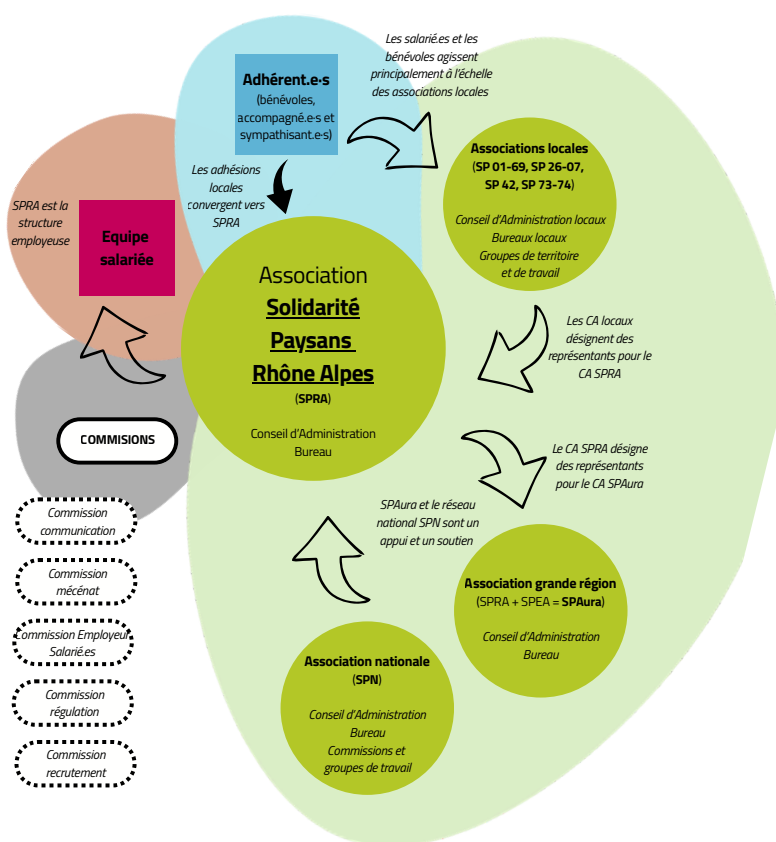 Les salarié.es et les
bénévoles agissent
principalement à l'échelle
des associations locales
Adhérent.e·s
(bénévoles,
accompagné.e·s et
sympathisant.e·s)
Associations locales
(SP 01-69, SP 26-07,
SP 42, SP 73-74)
Conseil d'Administration locaux
Bureaux locaux
Groupes de territoire
et de travail
Les adhésions
locales
convergent vers
SPRA
SPRA est la
structure
employeuse
Equipe
salariée
Association
Solidarité
Paysans
Rhône Alpes
(SPRA)
Conseil d'Administration
Bureau
Les CA locaux
désignent des
représentants pour le
CA SPRA
COMMISIONS
Le CA SPRA désigne
des représentants
pour le CA SPAura
SPAura et le réseau
national SPN sont un
appui et un soutien
Commission
communication
Commission
mécénat
Commission Employeur
Salarié.es
Commission
régulation
Commission
recrutement
Association grande région
(SPRA + SPEA = SPAura)
Conseil d'Administration
Bureau
Association nationale
(SPN)
Conseil d'Administration
Bureau
Commissions et
groupes de travail